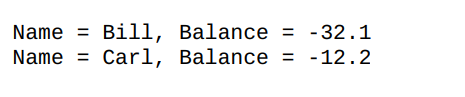 Name = Bill, Balance = -32.1
Name = Carl, Balance = -12.2